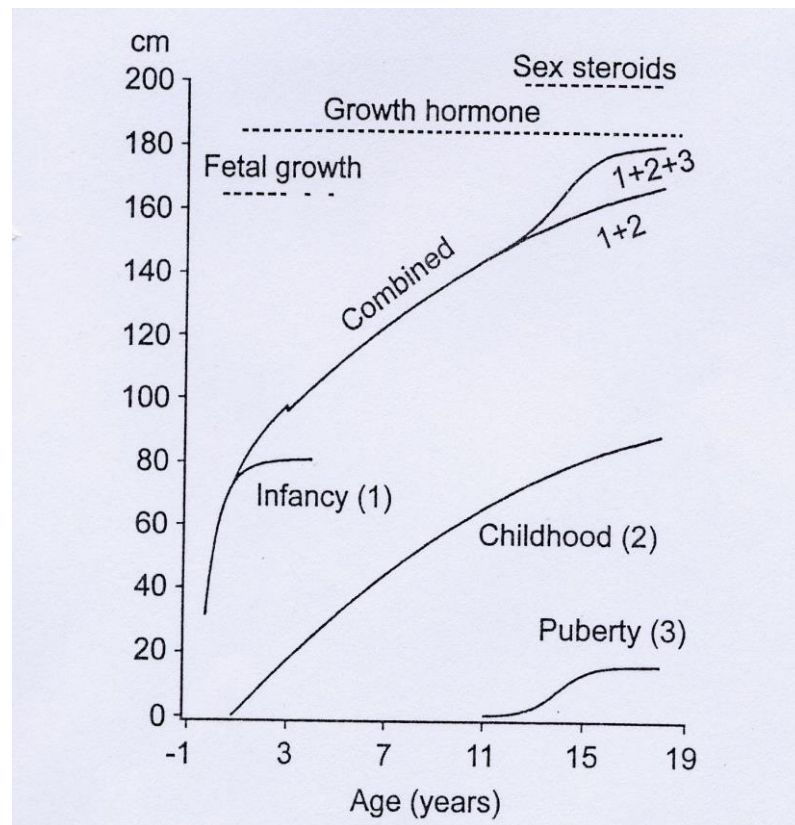 cm
200
Sex steroids
Growth hormone
180
Fetal growth
1+2+3
160
1+2
140
Combined
120
100
80
Infancy (1)
60
Childhood (2)
40
Puberty (3)
20
0
-1 3 7 11 15 19
Age (years)